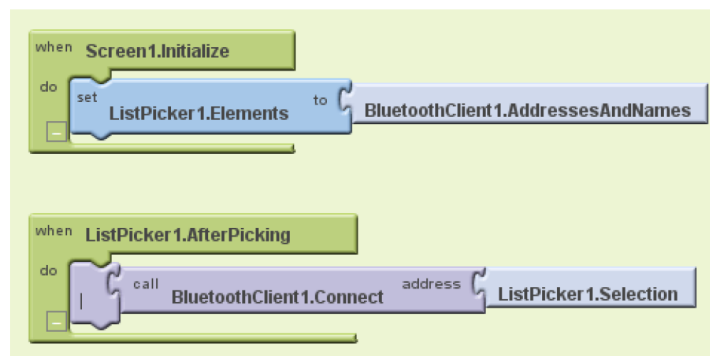 when Screen1.Initialize
do
set ListPicker1.Elements to BluetoothClient1.AddressesAndNames
when ListPicker1.AfterPicking
do
call BluetoothClient1.Connect address ListPicker1.Selection